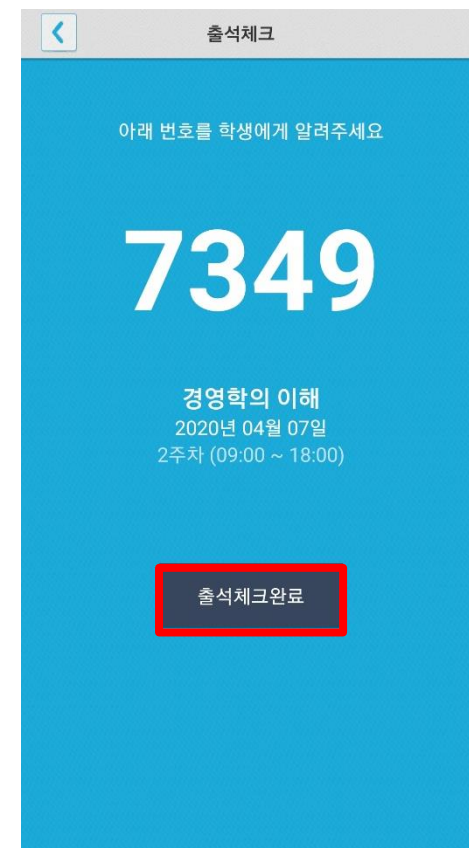 출석체크
아래 번호를 학생에게 알려주세요
7349
경영학의 이해
2020년 04월 07일
2주차 (09:00 ~ 18:00)
출석체크완료